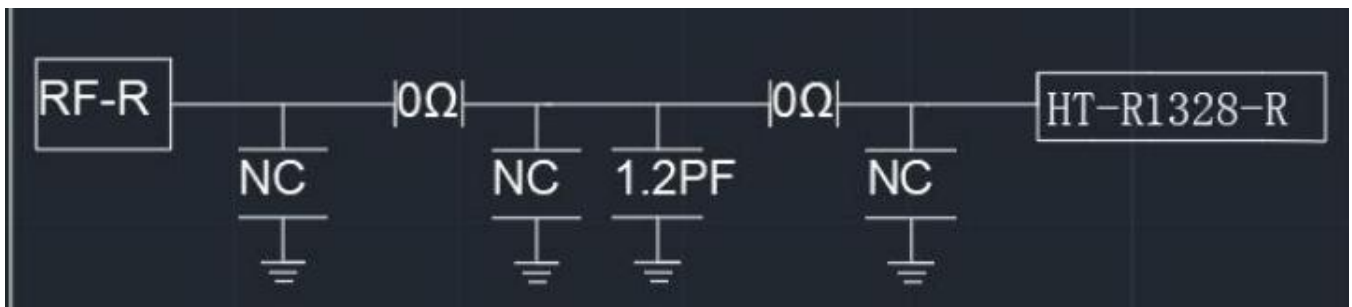 RF-R
0Ω
0Ω
HT-R1328-R
NC
NC
1.2PF
NC